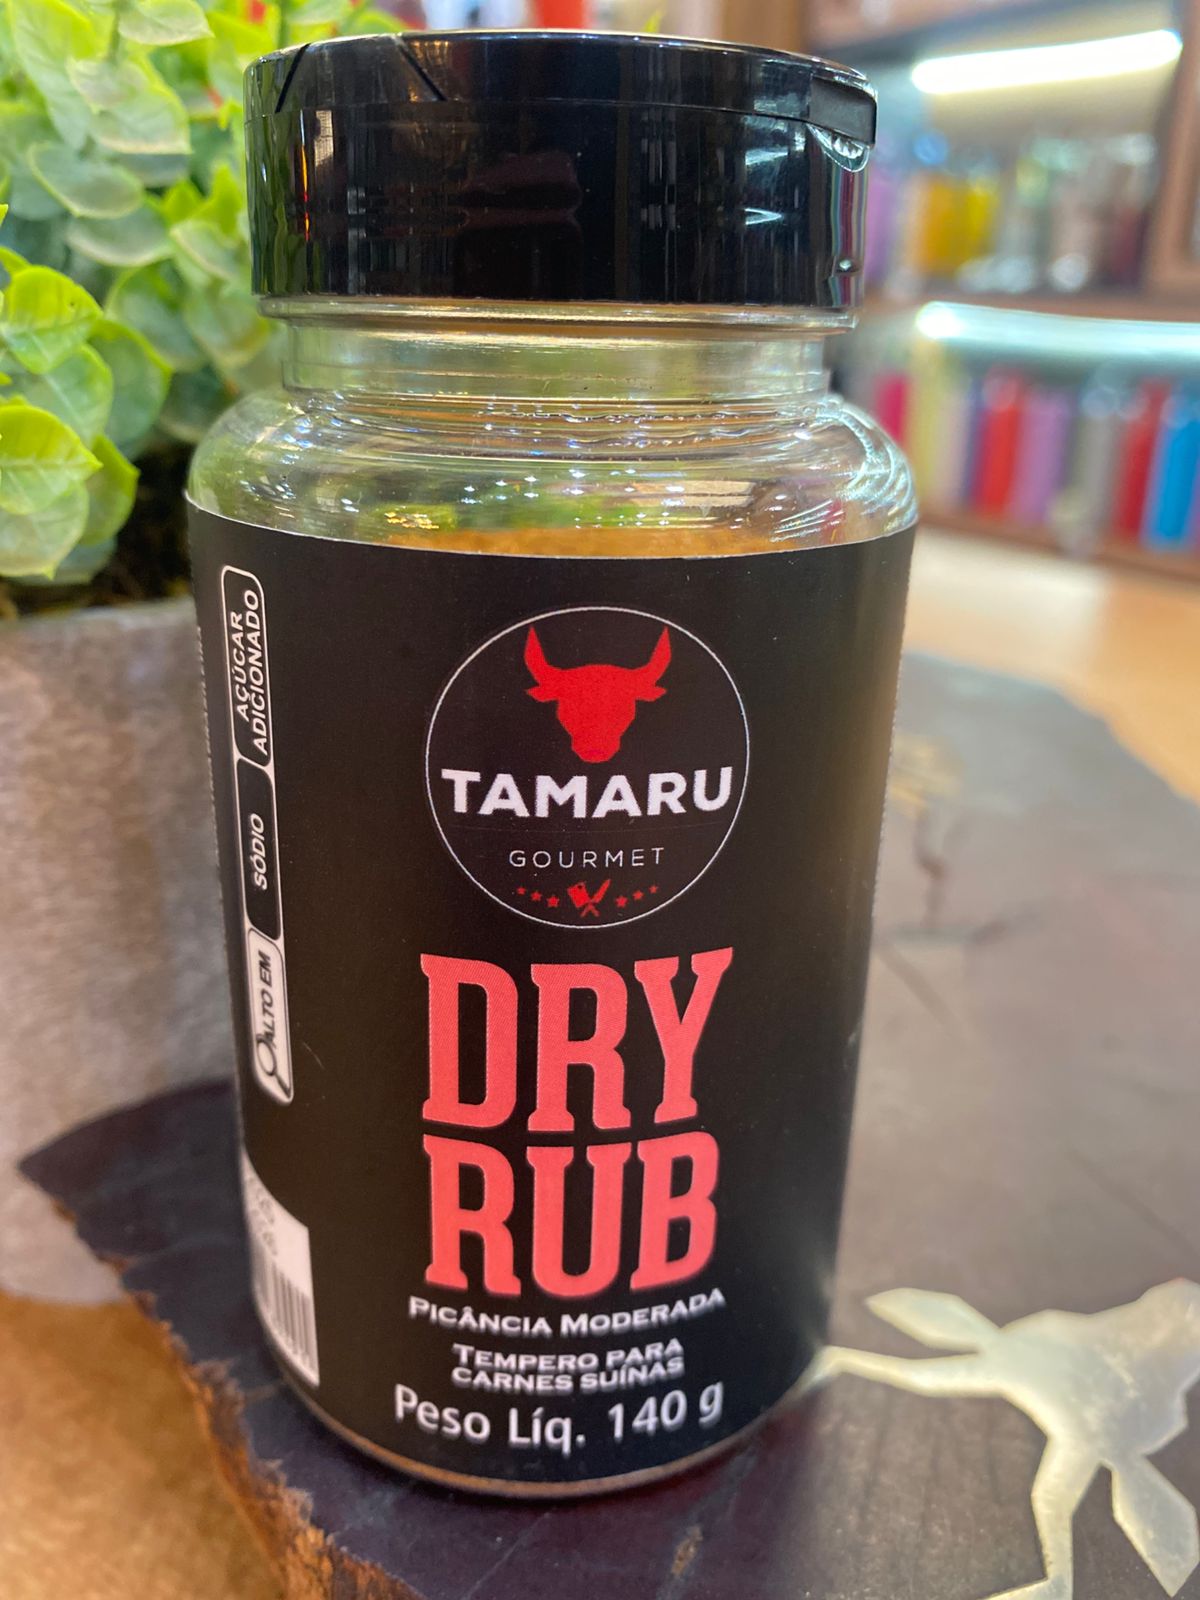 AÇÚCAR
ADICIONADO
SÓDIO
ALTO EM
TAMARU
GOURMET
DRY
RUB
PICÂNCIA MODERADA
TEMPERO PARA
CARNES SUÍNAS
Peso Líq. 140 g